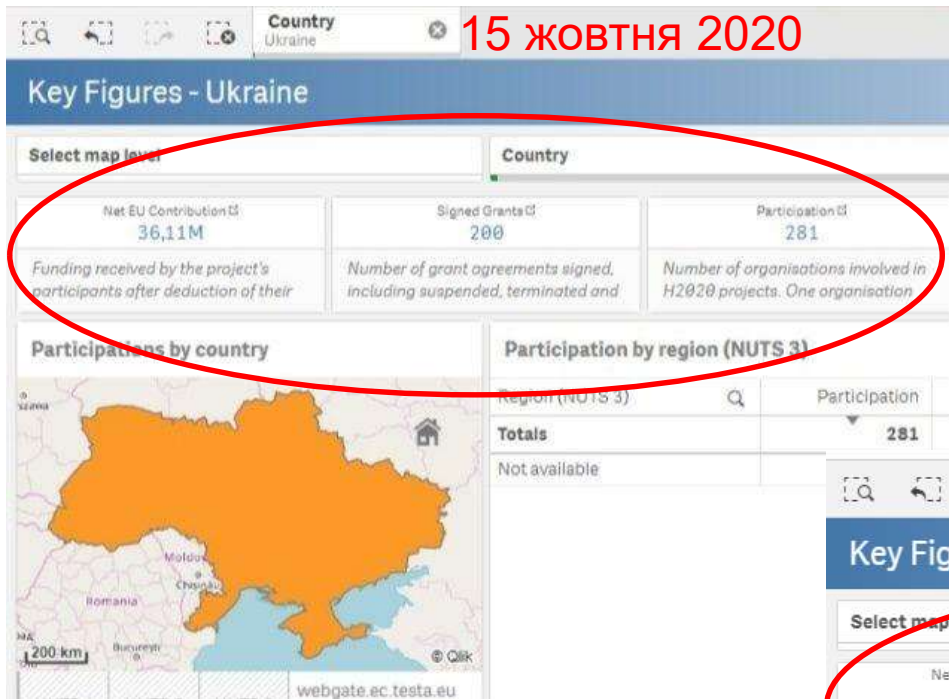 Country
Ukraine
15 жовтня 2020
Key Figures - Ukraine
Select map level
Country
Net EU Contribution
36,11M
Signed Grants
200
Participation
281
Funding received by the project's
participants after deduction of their
Number of grant agreements signed,
including suspended, terminated and
Number of organisations involved in
H2020 projects. One organisation
Participations by country
Participation by region (NUTS 3)
Region (NUTS 3)
Participation
Totals
281
Not available
Moldov
Chisinau
Romania
București
200 km
© Qlik
webgate.ec.testa.eu
Key Fig
Select map
Ne